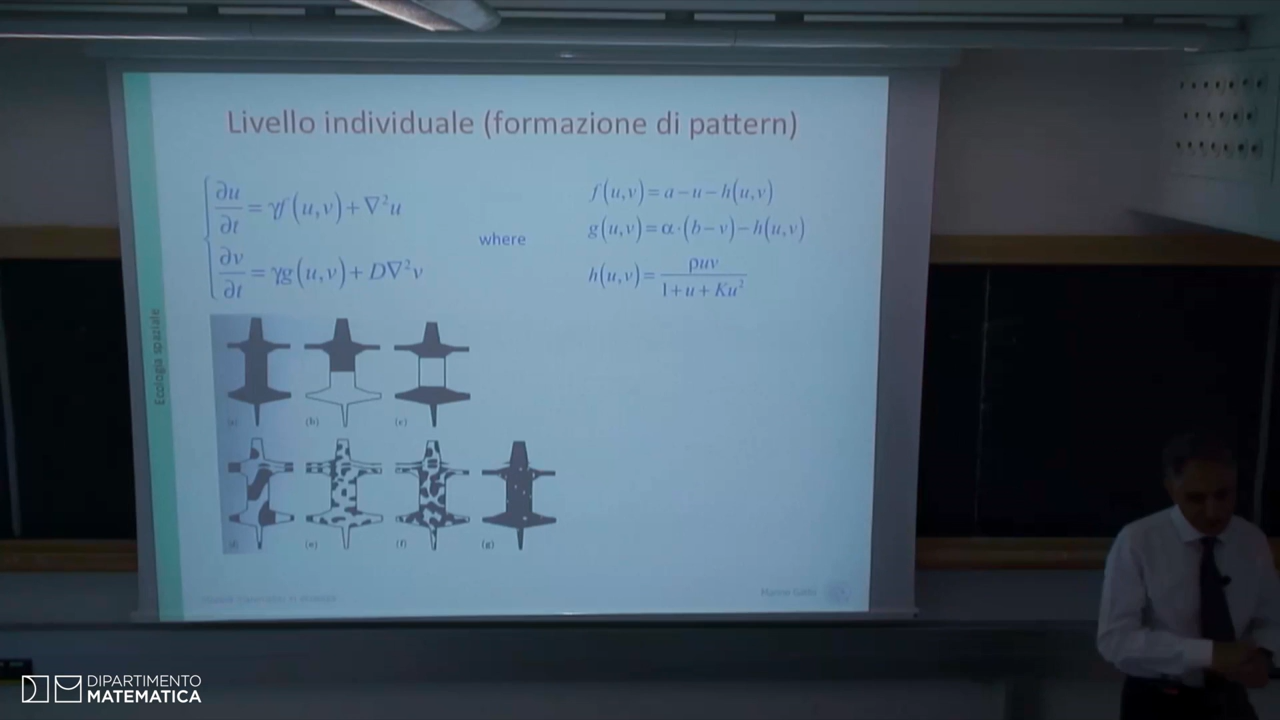 Livello individuale (formazione di pattern)
∂u/∂t = γf(u,v)+∇²u
∂v/∂t = γg(u,v)+D∇²v
where
f(u,v)=a−u−h(u,v)
g(u,v)=α·(b−v)−h(u,v)
h(u,v)= ρuv/1+u+Ku²
Ecologia spaziale
(a) (b) (c)
(d) (e) (f) (g)
DIPARTIMENTO
MATEMATICA